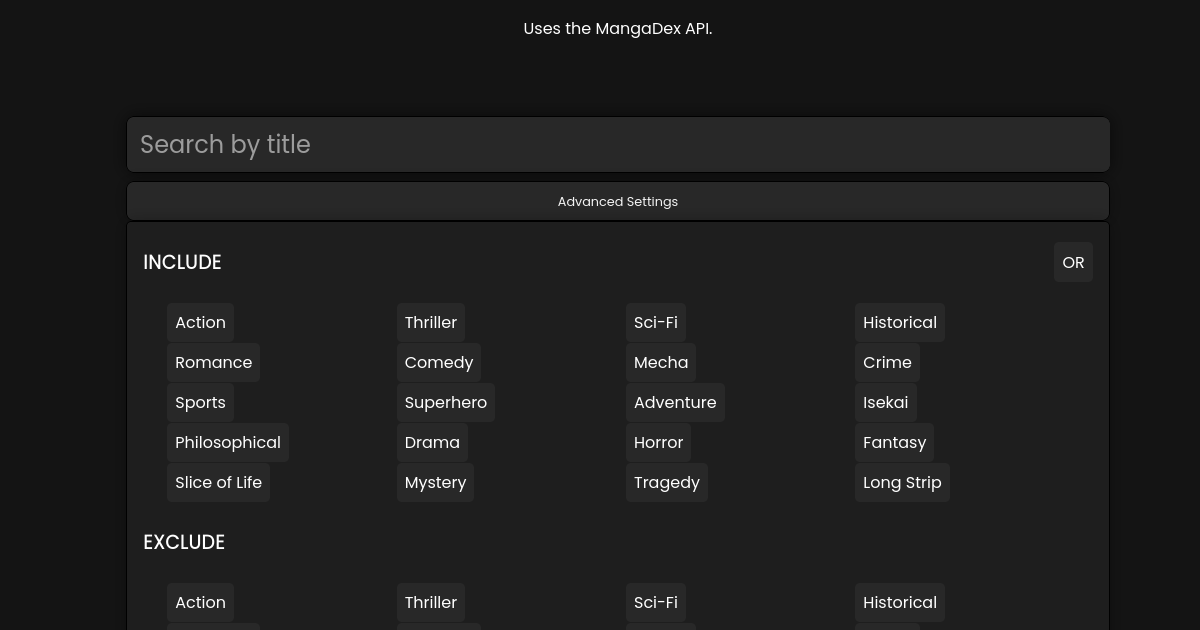 Uses the MangaDex API.
Search by title
Advanced Settings
INCLUDE OR
Action Thriller Sci-Fi Historical
Romance Comedy Mecha Crime
Sports Superhero Adventure Isekai
Philosophical Drama Horror Fantasy
Slice of Life Mystery Tragedy Long Strip
EXCLUDE
Action Thriller Sci-Fi Historical